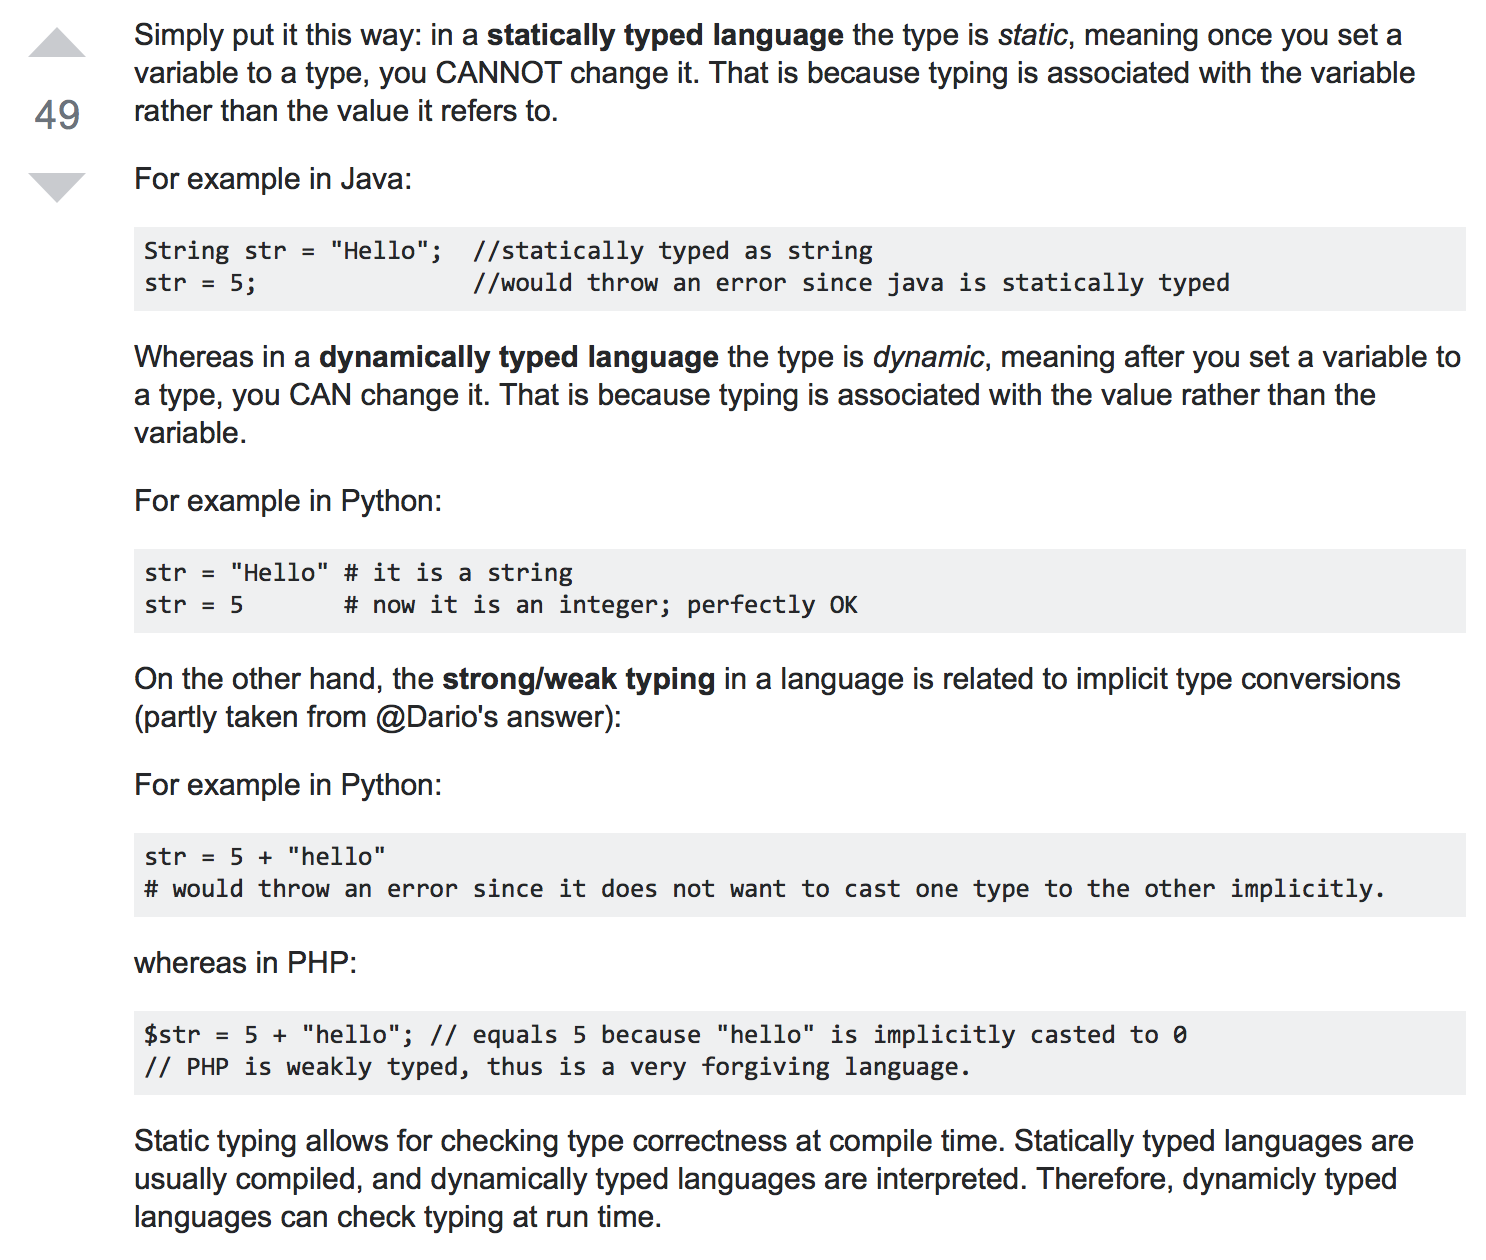 Simply put it this way: in a statically typed language the type is static, meaning once you set a
variable to a type, you CANNOT change it. That is because typing is associated with the variable
rather than the value it refers to.
49
For example in Java:
String str = "Hello";  //statically typed as string
str = 5;               //would throw an error since java is statically typed
Whereas in a dynamically typed language the type is dynamic, meaning after you set a variable to
a type, you CAN change it. That is because typing is associated with the value rather than the
variable.
For example in Python:
str = "Hello" # it is a string
str = 5       # now it is an integer; perfectly OK
On the other hand, the strong/weak typing in a language is related to implicit type conversions
(partly taken from @Dario's answer):
For example in Python:
str = 5 + "hello"
# would throw an error since it does not want to cast one type to the other implicitly.
whereas in PHP:
$str = 5 + "hello"; // equals 5 because "hello" is implicitly casted to 0
// PHP is weakly typed, thus is a very forgiving language.
Static typing allows for checking type correctness at compile time. Statically typed languages are
usually compiled, and dynamically typed languages are interpreted. Therefore, dynamicly typed
languages can check typing at run time.